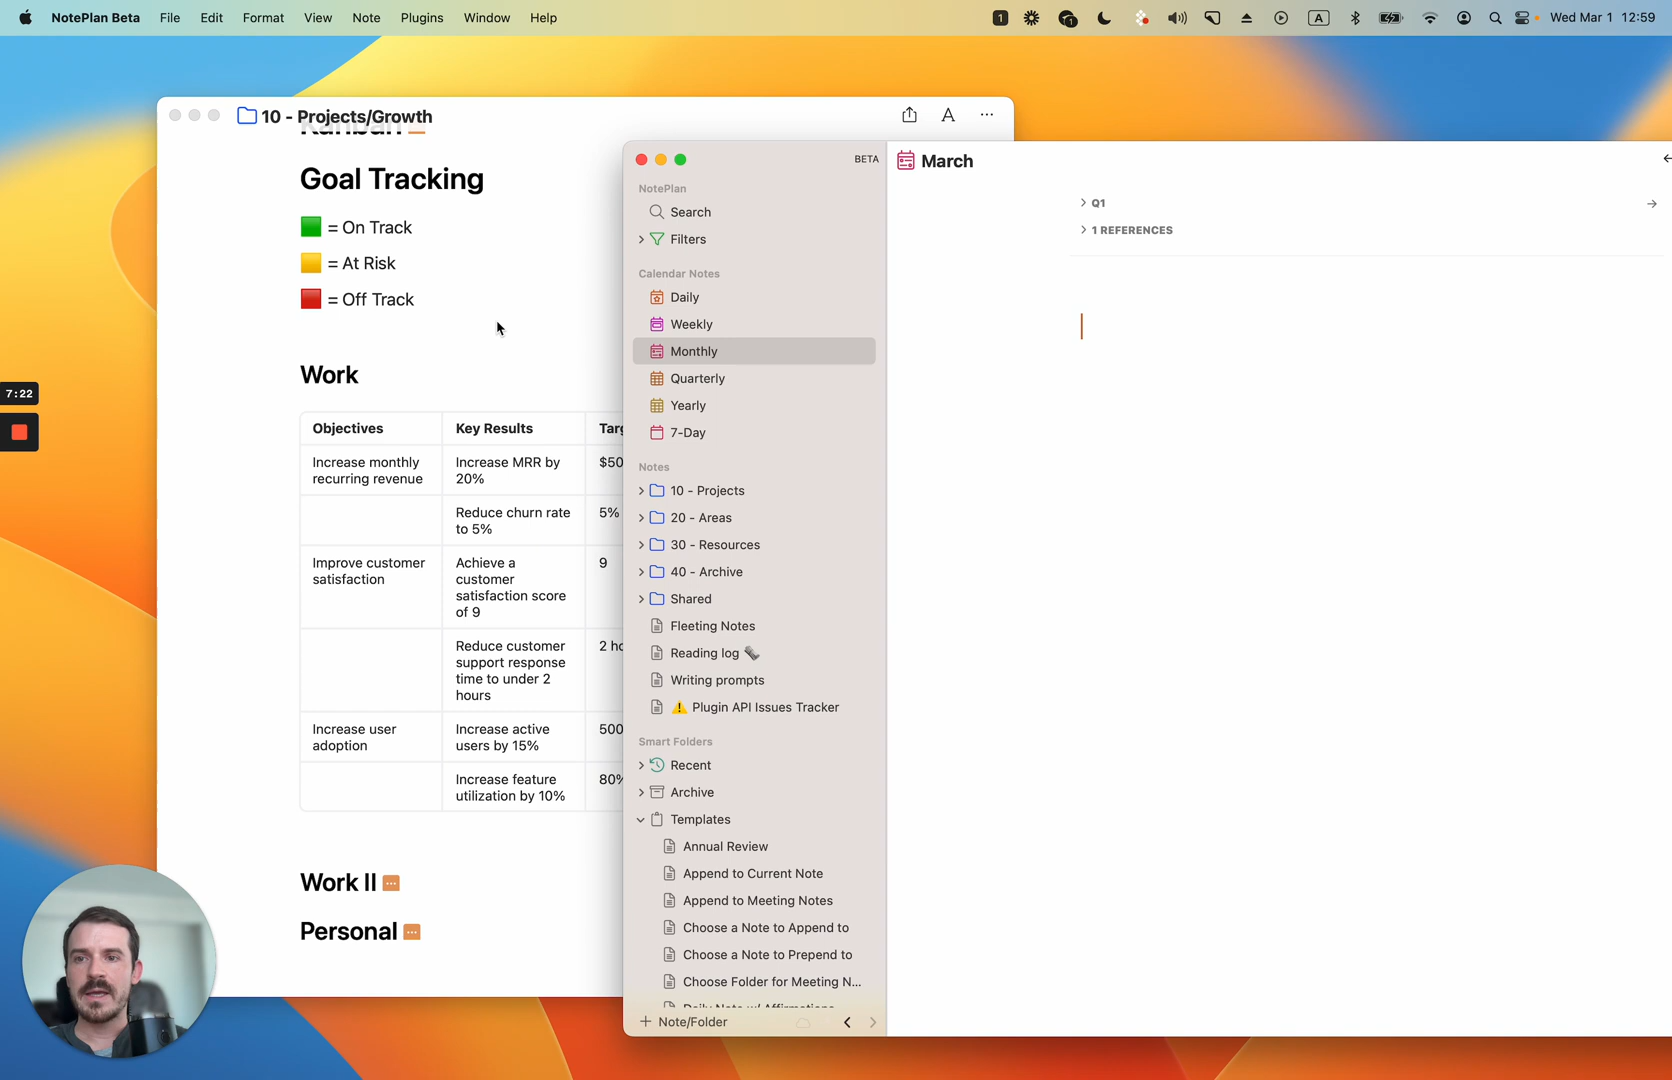 NotePlan Beta File Edit Format View Note Plugins Window Help
1 1 A Wed Mar 1 12:59
10 - Projects/Growth
Kanban
Goal Tracking
= On Track
= At Risk
= Off Track
Work
Objectives Key Results
Increase monthly recurring revenue
Increase MRR by 20%
Reduce churn rate to 5%
5%
Improve customer satisfaction
Achieve a customer satisfaction score of 9
9
Reduce customer support response time to under 2 hours
Increase user adoption
Increase active users by 15%
Increase feature utilization by 10%
Work II
Personal
7:22
BETA
NotePlan
Search
Filters
Calendar Notes
Daily
Weekly
Monthly
Quarterly
Yearly
7-Day
Notes
10 - Projects
20 - Areas
30 - Resources
40 - Archive
Shared
Fleeting Notes
Reading log
Writing prompts
Plugin API Issues Tracker
Smart Folders
Recent
Archive
Templates
Annual Review
Append to Current Note
Append to Meeting Notes
Choose a Note to Append to
Choose a Note to Prepend to
Choose Folder for Meeting N...
Daily Note w/ Affirmations
+ Note/Folder
March
Q1
1 REFERENCES